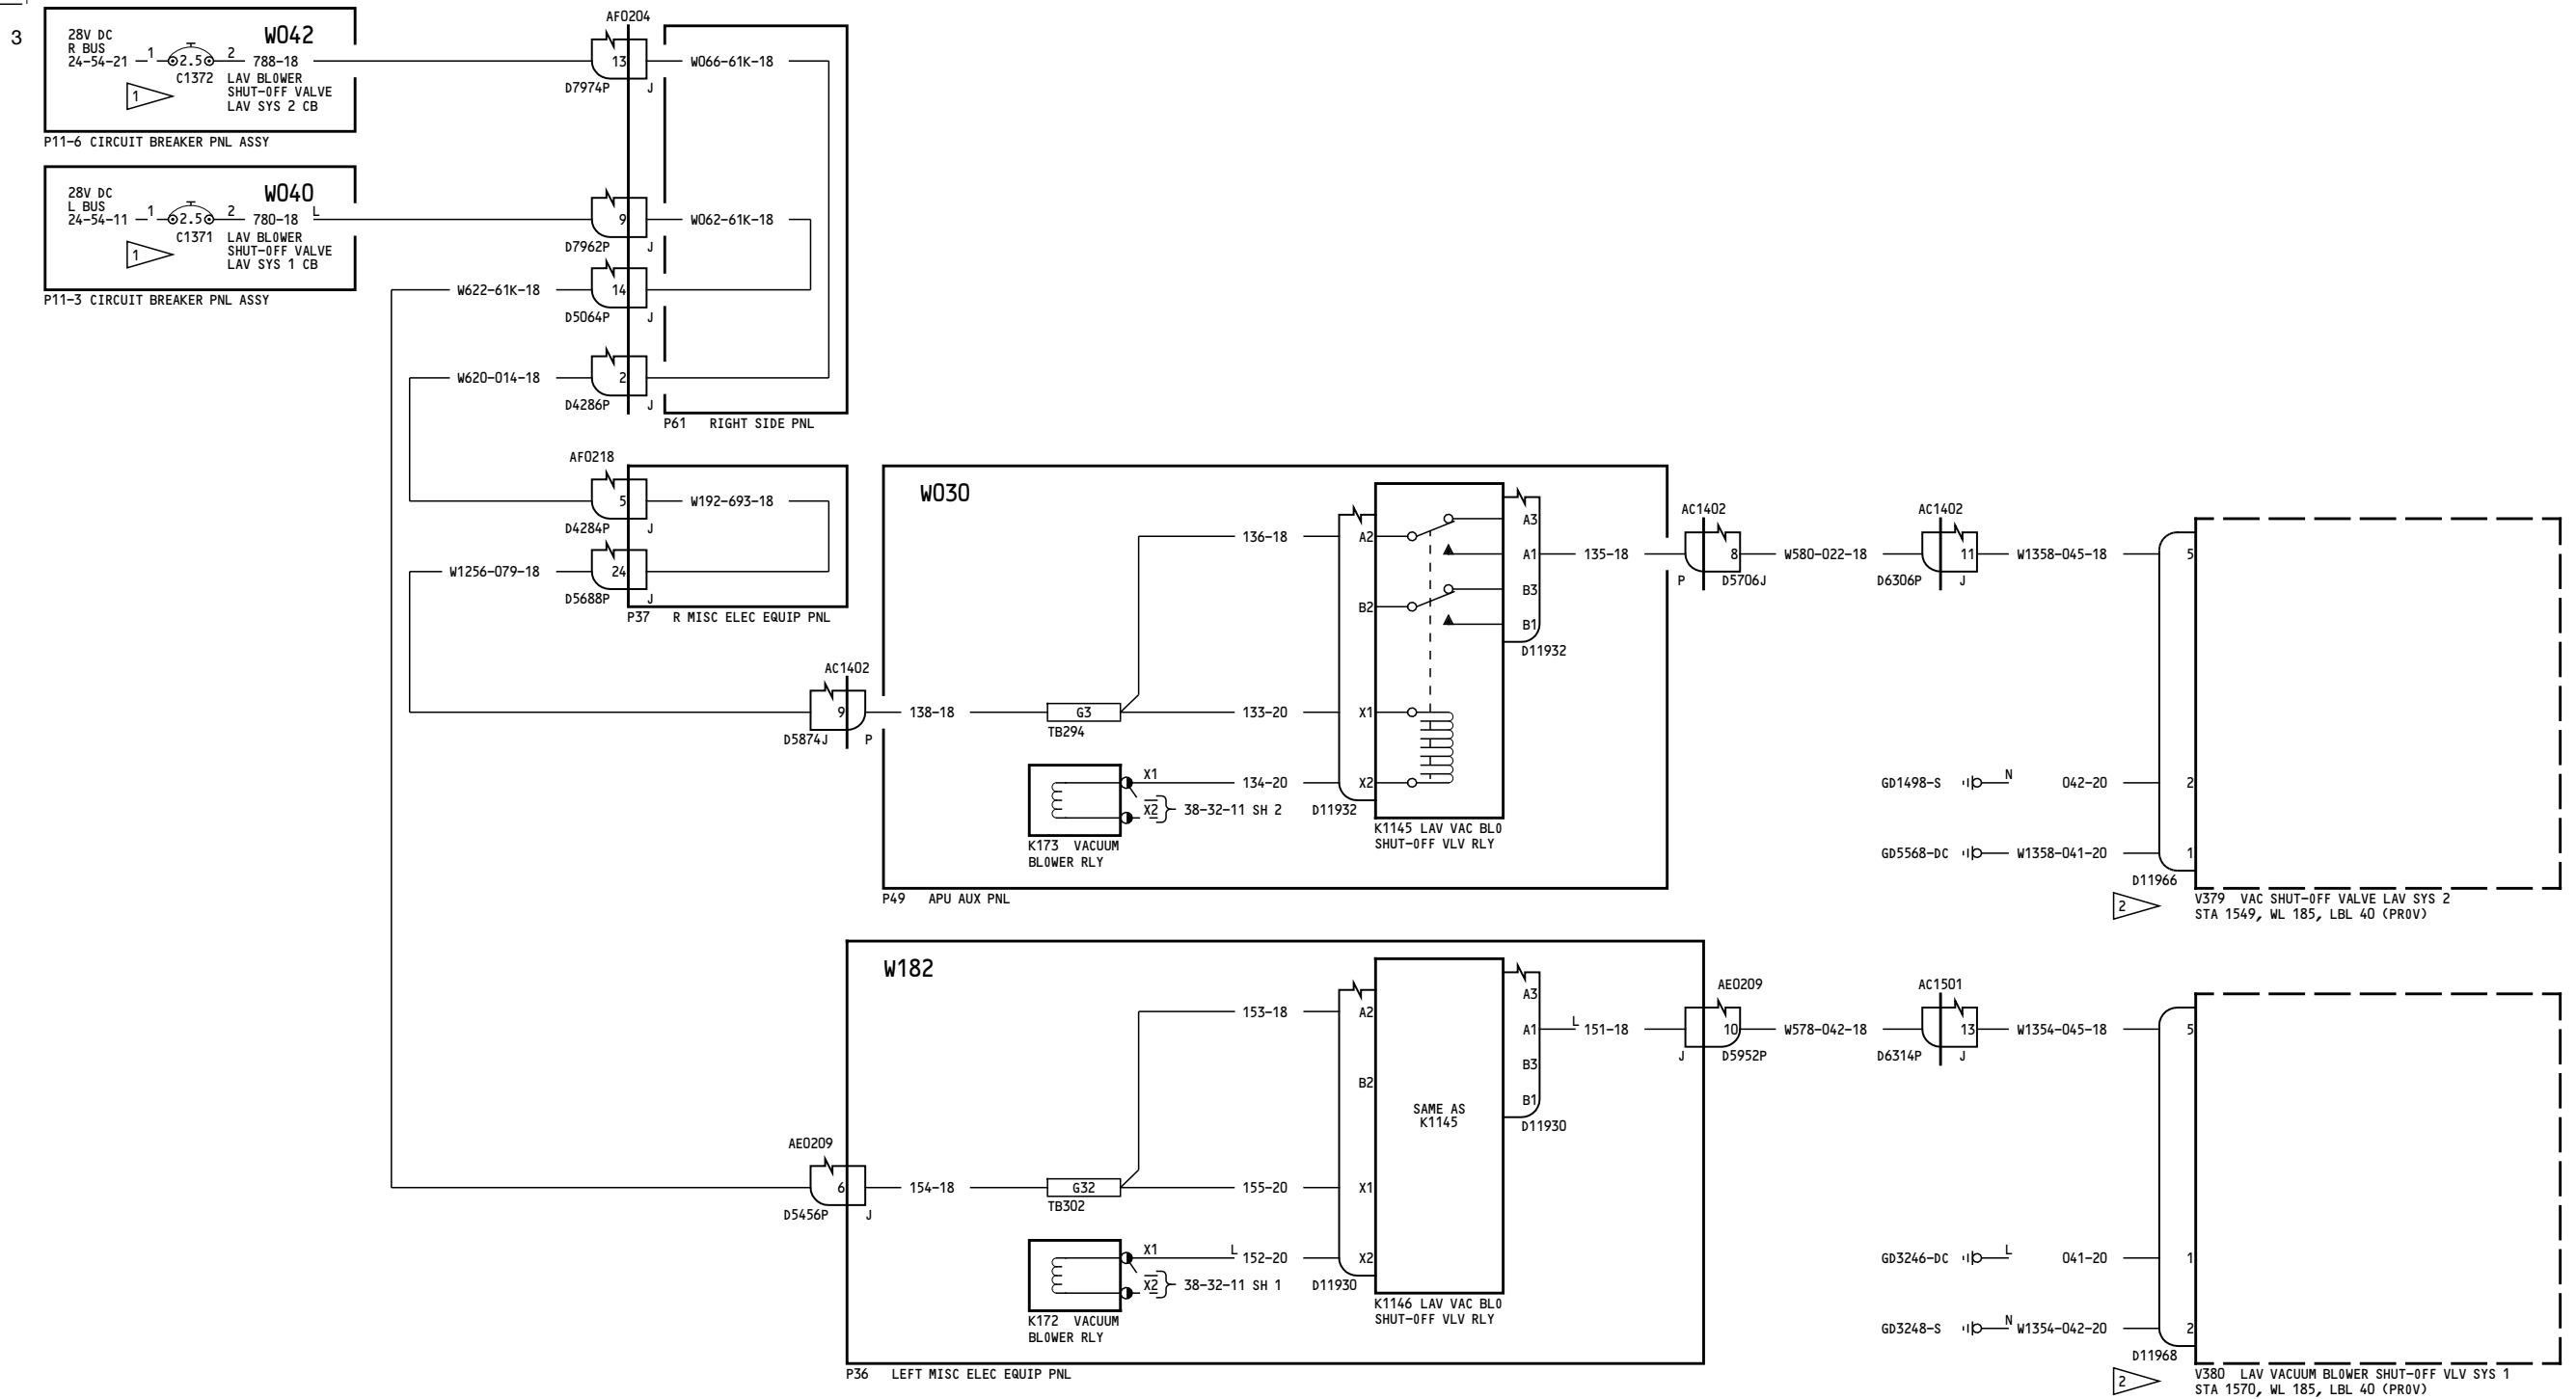 3
28V DC
R BUS
24-54-21
1
2.5
2
W042
788-18
C1372
LAV BLOWER
SHUT-OFF VALVE
LAV SYS 2 CB
1
P11-6 CIRCUIT BREAKER PNL ASSY
28V DC
L BUS
24-54-11
1
2.5
2
W040
780-18
L
C1371
LAV BLOWER
SHUT-OFF VALVE
LAV SYS 1 CB
1
P11-3 CIRCUIT BREAKER PNL ASSY
AF0204
13
D7974P
J
W066-61K-18
9
D7962P
J
W062-61K-18
W622-61K-18
14
D5064P
J
W620-014-18
2
D4286P
J
P61 RIGHT SIDE PNL
AF0218
5
D4284P
J
W192-693-18
W1256-079-18
24
D5688P
J
P37 R MISC ELEC EQUIP PNL
AC1402
9
D5874J
P
W030
138-18
G3
TB294
136-18
133-20
134-20
X1
X2
38-32-11 SH 2
K173 VACUUM
BLOWER RLY
A2
B2
X1
X2
D11932
A3
A1
B3
B1
D11932
K1145 LAV VAC BLO
SHUT-OFF VLV RLY
135-18
P49 APU AUX PNL
AC1402
8
P
D5706J
W580-022-18
AC1402
11
D6306P
J
W1358-045-18
5
GD1498-S
N
042-20
2
GD5568-DC
W1358-041-20
1
D11966
2
V379 VAC SHUT-OFF VALVE LAV SYS 2
STA 1549, WL 185, LBL 40 (PROV)
W182
AE0209
6
D5456P
J
154-18
G32
TB302
153-18
155-20
L
152-20
X1
X2
38-32-11 SH 1
K172 VACUUM
BLOWER RLY
A2
B2
X1
X2
D11930
SAME AS
K1145
A3
A1
B3
B1
D11930
K1146 LAV VAC BLO
SHUT-OFF VLV RLY
L
151-18
P36 LEFT MISC ELEC EQUIP PNL
AE0209
10
J
D5952P
W578-042-18
AC1501
13
D6314P
J
W1354-045-18
5
GD3246-DC
L
041-20
1
GD3248-S
N
W1354-042-20
2
D11968
2
V380 LAV VACUUM BLOWER SHUT-OFF VLV SYS 1
STA 1570, WL 185, LBL 40 (PROV)